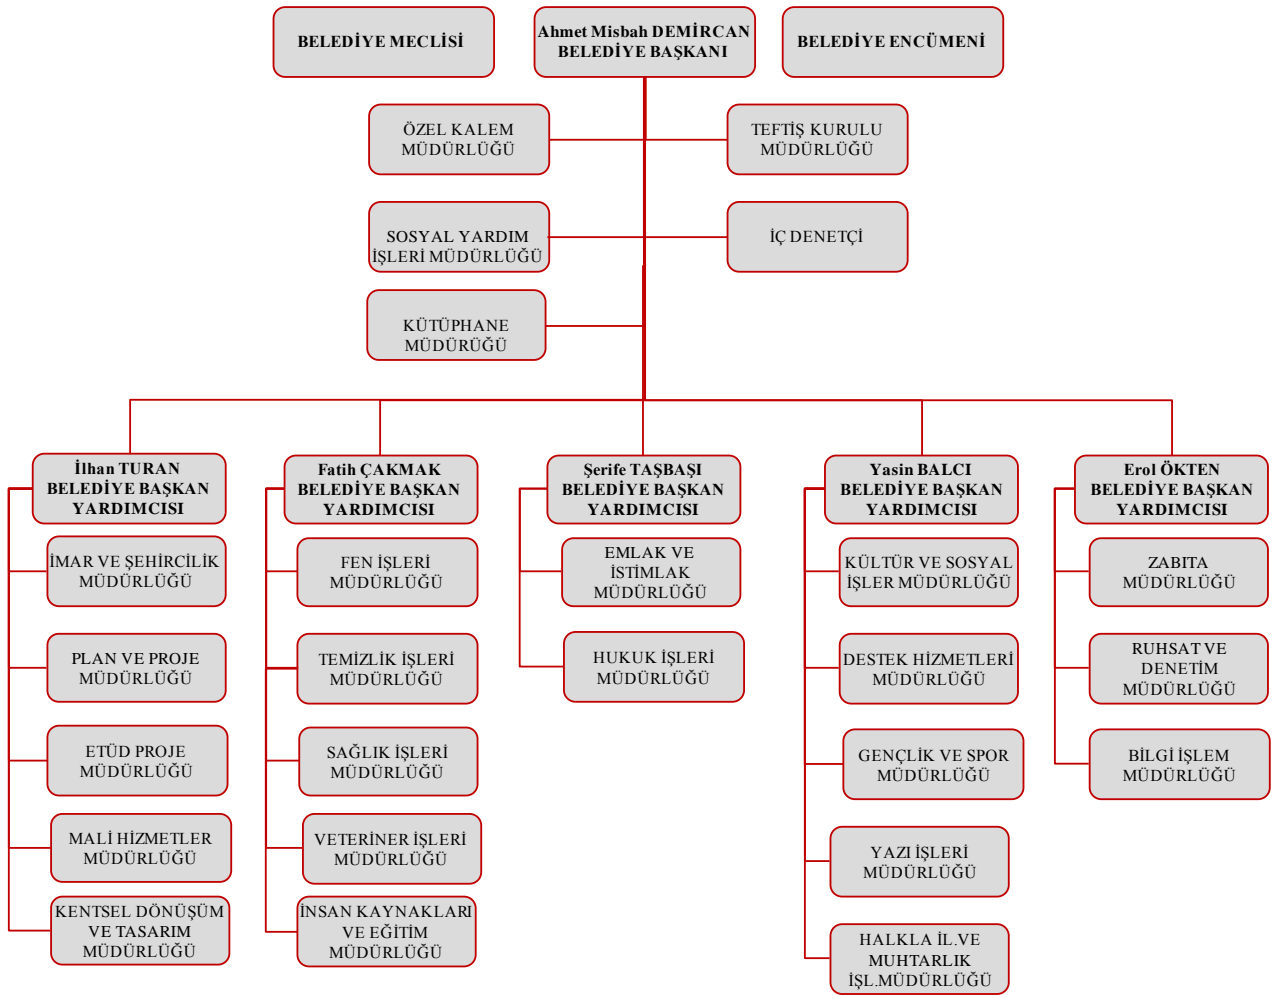 BELEDİYE MECLİSİ
Ahmet Misbah DEMİRCAN
BELEDİYE BAŞKANI
BELEDİYE ENCÜMENİ
ÖZEL KALEM
MÜDÜRLÜĞÜ
TEFTİŞ KURULU
MÜDÜRLÜĞÜ
SOSYAL YARDIM
İŞLERİ MÜDÜRLÜĞÜ
İÇ DENETÇİ
KÜTÜPHANE
MÜDÜRÜĞÜ
İlhan TURAN
BELEDİYE BAŞKAN
YARDIMCISI
İMAR VE ŞEHİRCİLİK
MÜDÜRLÜĞÜ
PLAN VE PROJE
MÜDÜRLÜĞÜ
ETÜD PROJE
MÜDÜRLÜĞÜ
MALİ HİZMETLER
MÜDÜRLÜĞÜ
KENTSEL DÖNÜŞÜM
VE TASARIM
MÜDÜRLÜĞÜ
Fatih ÇAKMAK
BELEDİYE BAŞKAN
YARDIMCISI
FEN İŞLERİ
MÜDÜRLÜĞÜ
TEMİZLİK İŞLERİ
MÜDÜRLÜĞÜ
SAĞLIK İŞLERİ
MÜDÜRLÜĞÜ
VETERİNER İŞLERİ
MÜDÜRLÜĞÜ
İNSAN KAYNAKLARI
VE EĞİTİM
MÜDÜRLÜĞÜ
Şerife TAŞBAŞI
BELEDİYE BAŞKAN
YARDIMCISI
EMLAK VE
İSTİMLAK
MÜDÜRLÜĞÜ
HUKUK İŞLERİ
MÜDÜRLÜĞÜ
Yasin BALCI
BELEDİYE BAŞKAN
YARDIMCISI
KÜLTÜR VE SOSYAL
İŞLER MÜDÜRLÜĞÜ
DESTEK HİZMETLERİ
MÜDÜRLÜĞÜ
GENÇLİK VE SPOR
MÜDÜRLÜĞÜ
YAZI İŞLERİ
MÜDÜRLÜĞÜ
HALKLA İL.VE
MUHTARLIK
İŞL.MÜDÜRLÜĞÜ
Erol ÖKTEN
BELEDİYE BAŞKAN
YARDIMCISI
ZABITA
MÜDÜRLÜĞÜ
RUHSAT VE
DENETİM
MÜDÜRLÜĞÜ
BİLGİ İŞLEM
MÜDÜRLÜĞÜ